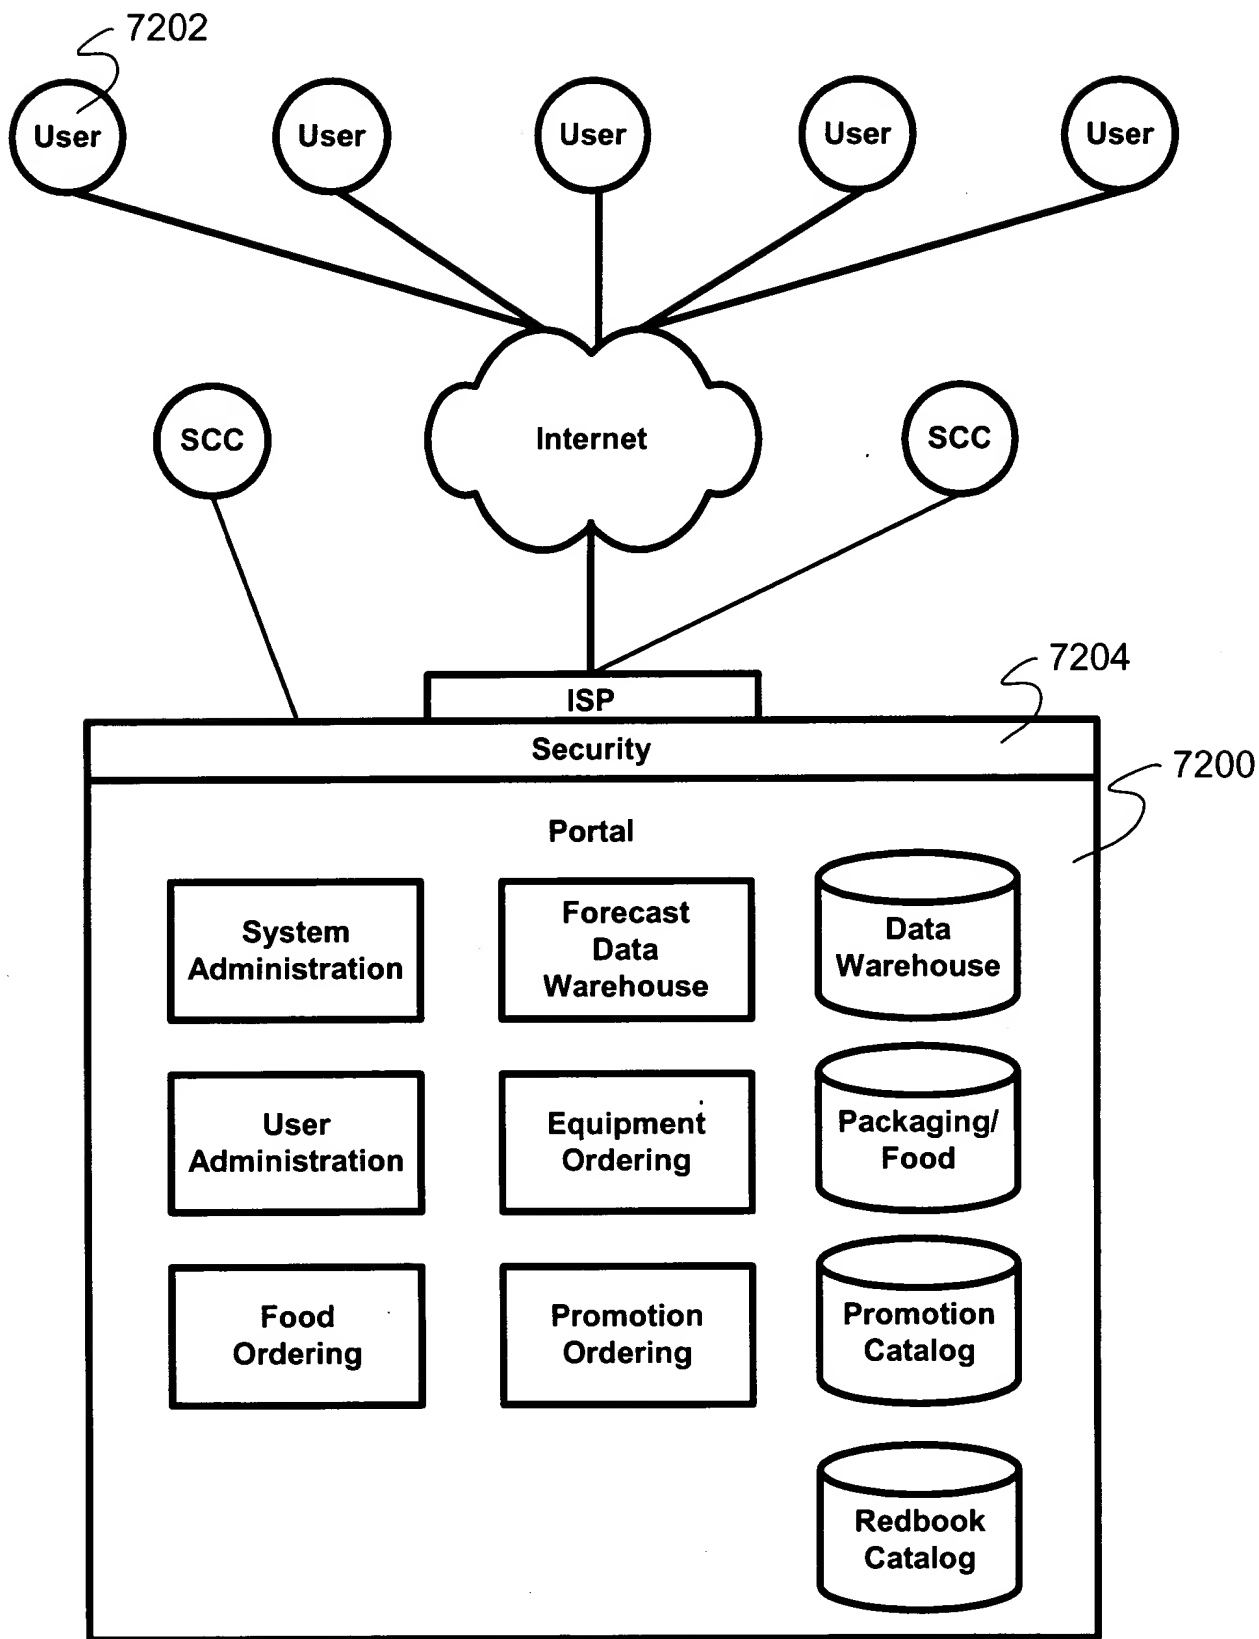 7202
User
User
User
User
User
SCC
Internet
SCC
7204
ISP
Security
7200
Portal
System
Administration
Forecast
Data
Warehouse
Data
Warehouse
User
Administration
Equipment
Ordering
Packaging/
Food
Food
Ordering
Promotion
Ordering
Promotion
Catalog
Redbook
Catalog